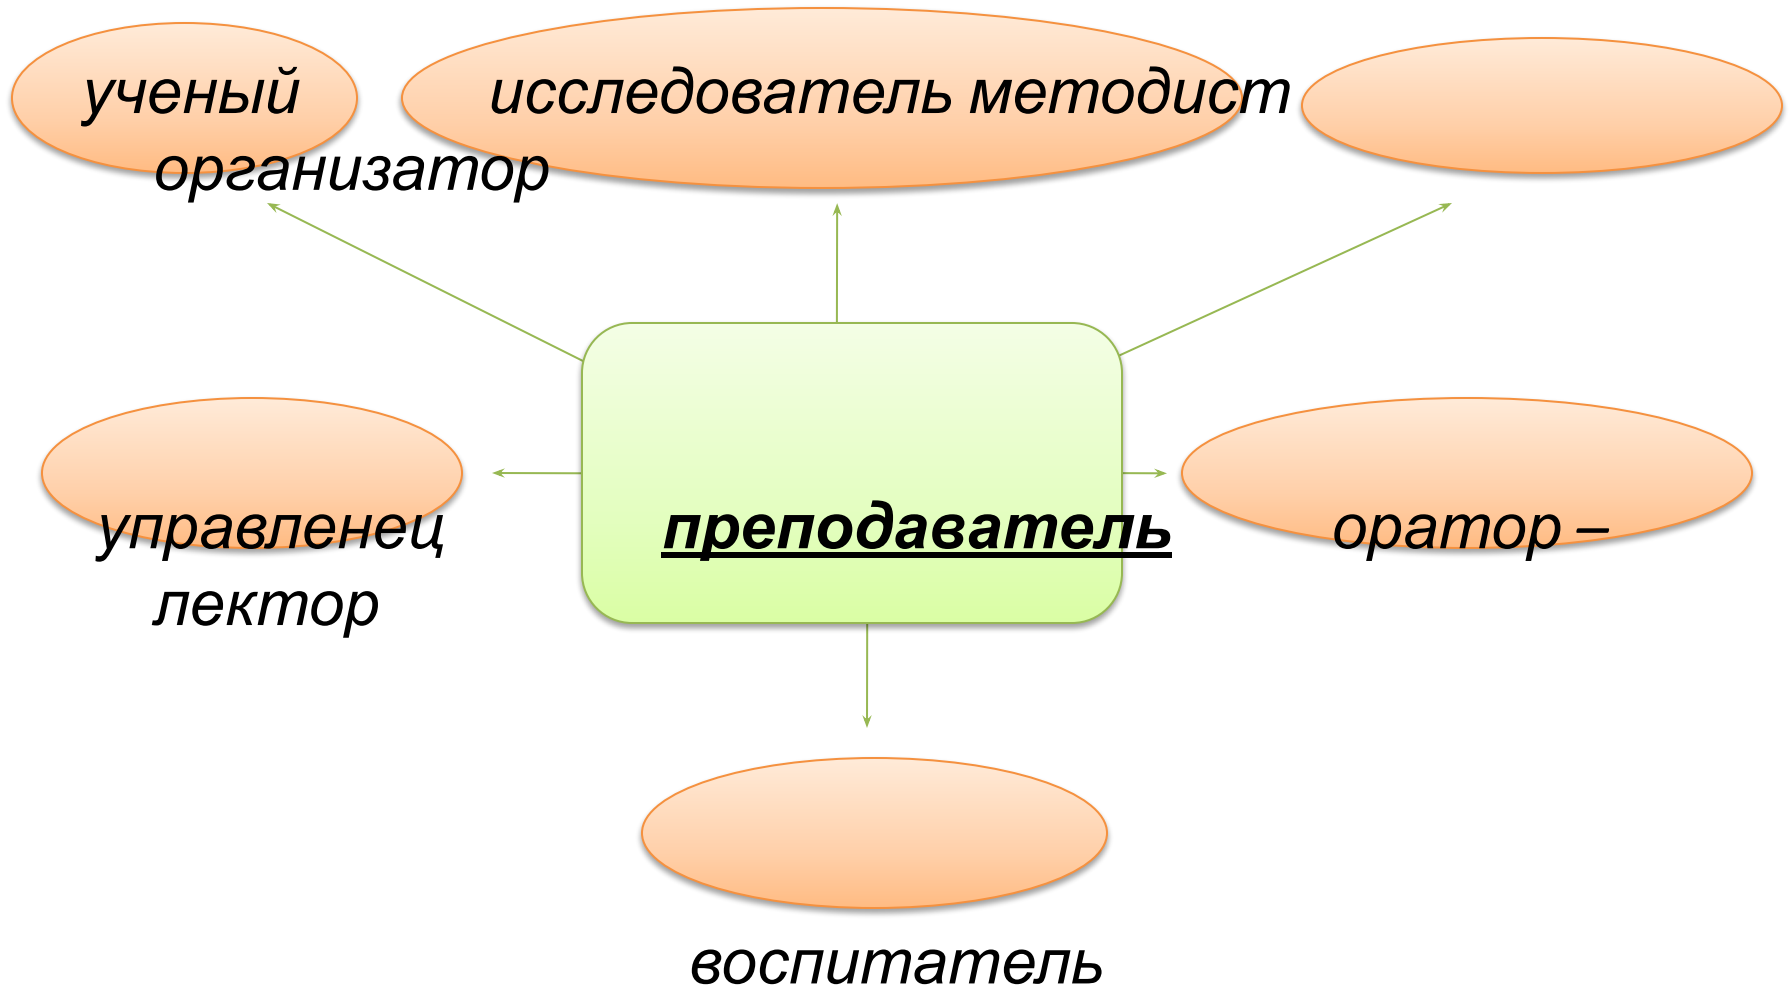 ученый исследователь методист
организатор
управленец преподаватель оратор –
лектор
воспитатель